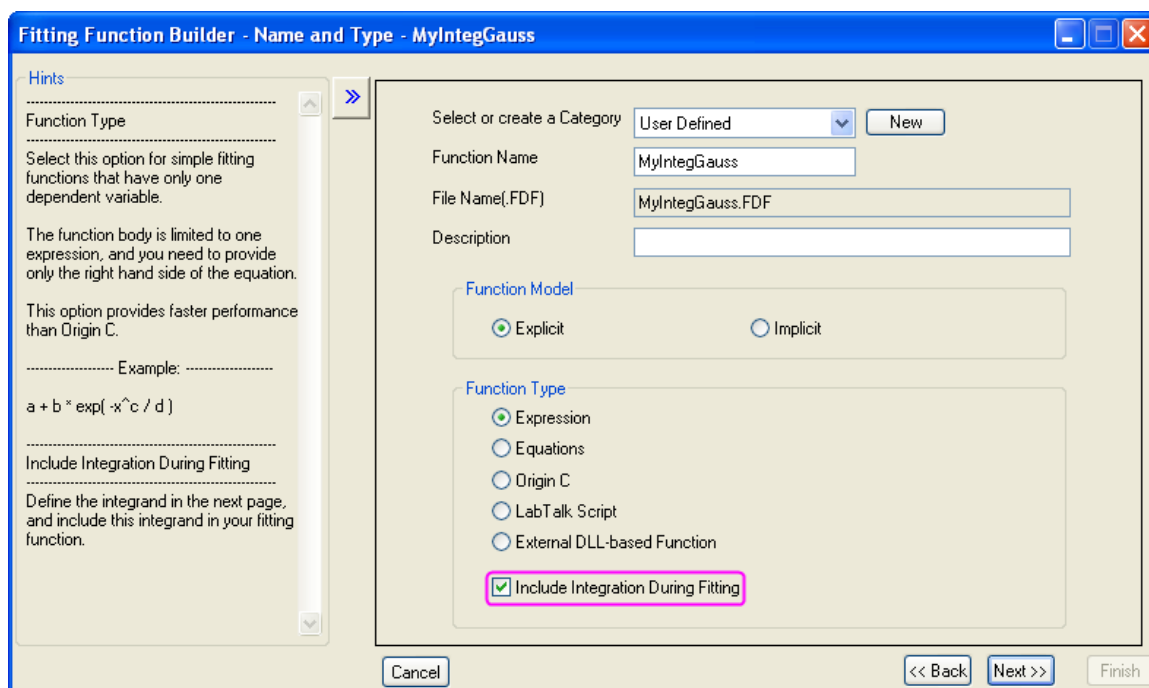 Fitting Function Builder - Name and Type - MyIntegGauss
Hints
--------------------------------------------------------
Function Type
--------------------------------------------------------
Select this option for simple fitting
functions that have only one
dependent variable.
The function body is limited to one
expression, and you need to provide
only the right hand side of the equation.
This option provides faster performance
than Origin C.
-------------------- Example: --------------------
a + b * exp( -x^c / d )
--------------------------------------------------------
Include Integration During Fitting
--------------------------------------------------------
Define the integrand in the next page,
and include this integrand in your fitting
function.
»
Select or create a Category User Defined New
Function Name MyIntegGauss
File Name(.FDF) MyIntegGauss.FDF
Description
Function Model
Explicit Implicit
Function Type
Expression
Equations
Origin C
LabTalk Script
External DLL-based Function
Include Integration During Fitting
Cancel << Back Next >> Finish